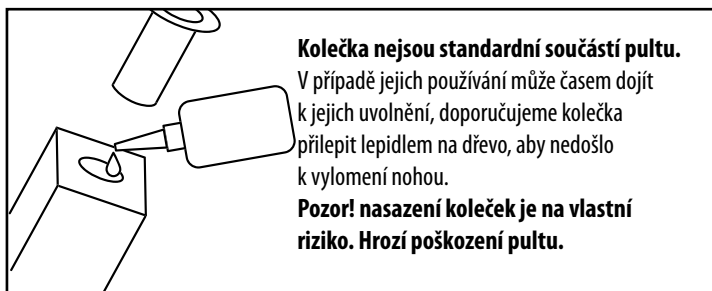 Kolečka nejsou standardní součástí pultu.
V případě jejich používání může časem dojít
k jejich uvolnění, doporučujeme kolečka
přilepit lepidlem na dřevo, aby nedošlo
k vylomení nohou.
Pozor! nasazení koleček je na vlastní
riziko. Hrozí poškození pultu.